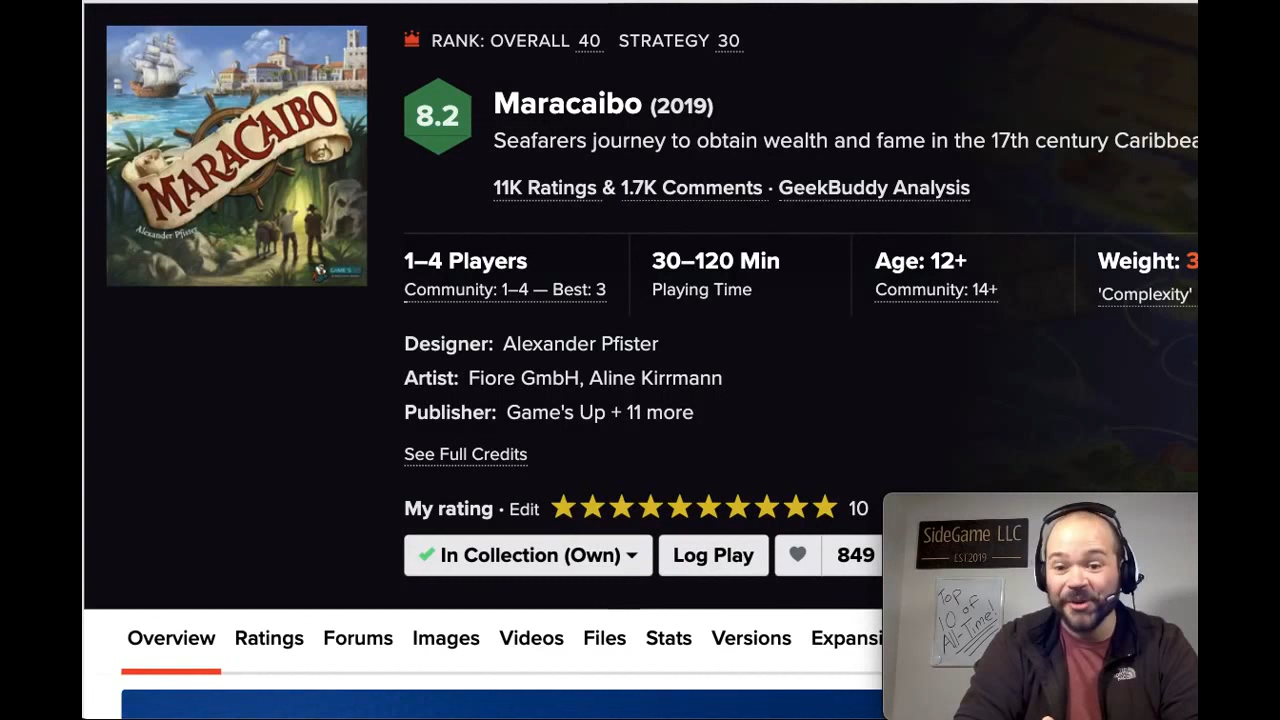 RANK: OVERALL 40 STRATEGY 30
MARACAIBO
Alexander Pfister
8.2
Maracaibo (2019)
Seafarers journey to obtain wealth and fame in the 17th century Caribbea
11K Ratings & 1.7K Comments · GeekBuddy Analysis
1–4 Players
Community: 1–4 — Best: 3
30–120 Min
Playing Time
Age: 12+
Community: 14+
Weight: 3
'Complexity'
Designer: Alexander Pfister
Artist: Fiore GmbH, Aline Kirrmann
Publisher: Game's Up + 11 more
See Full Credits
My rating · Edit 10
In Collection (Own)
Log Play
849
SideGame LLC
EST 2019
Top
10 of
All-Time!
Overview Ratings Forums Images Videos Files Stats Versions Expansi